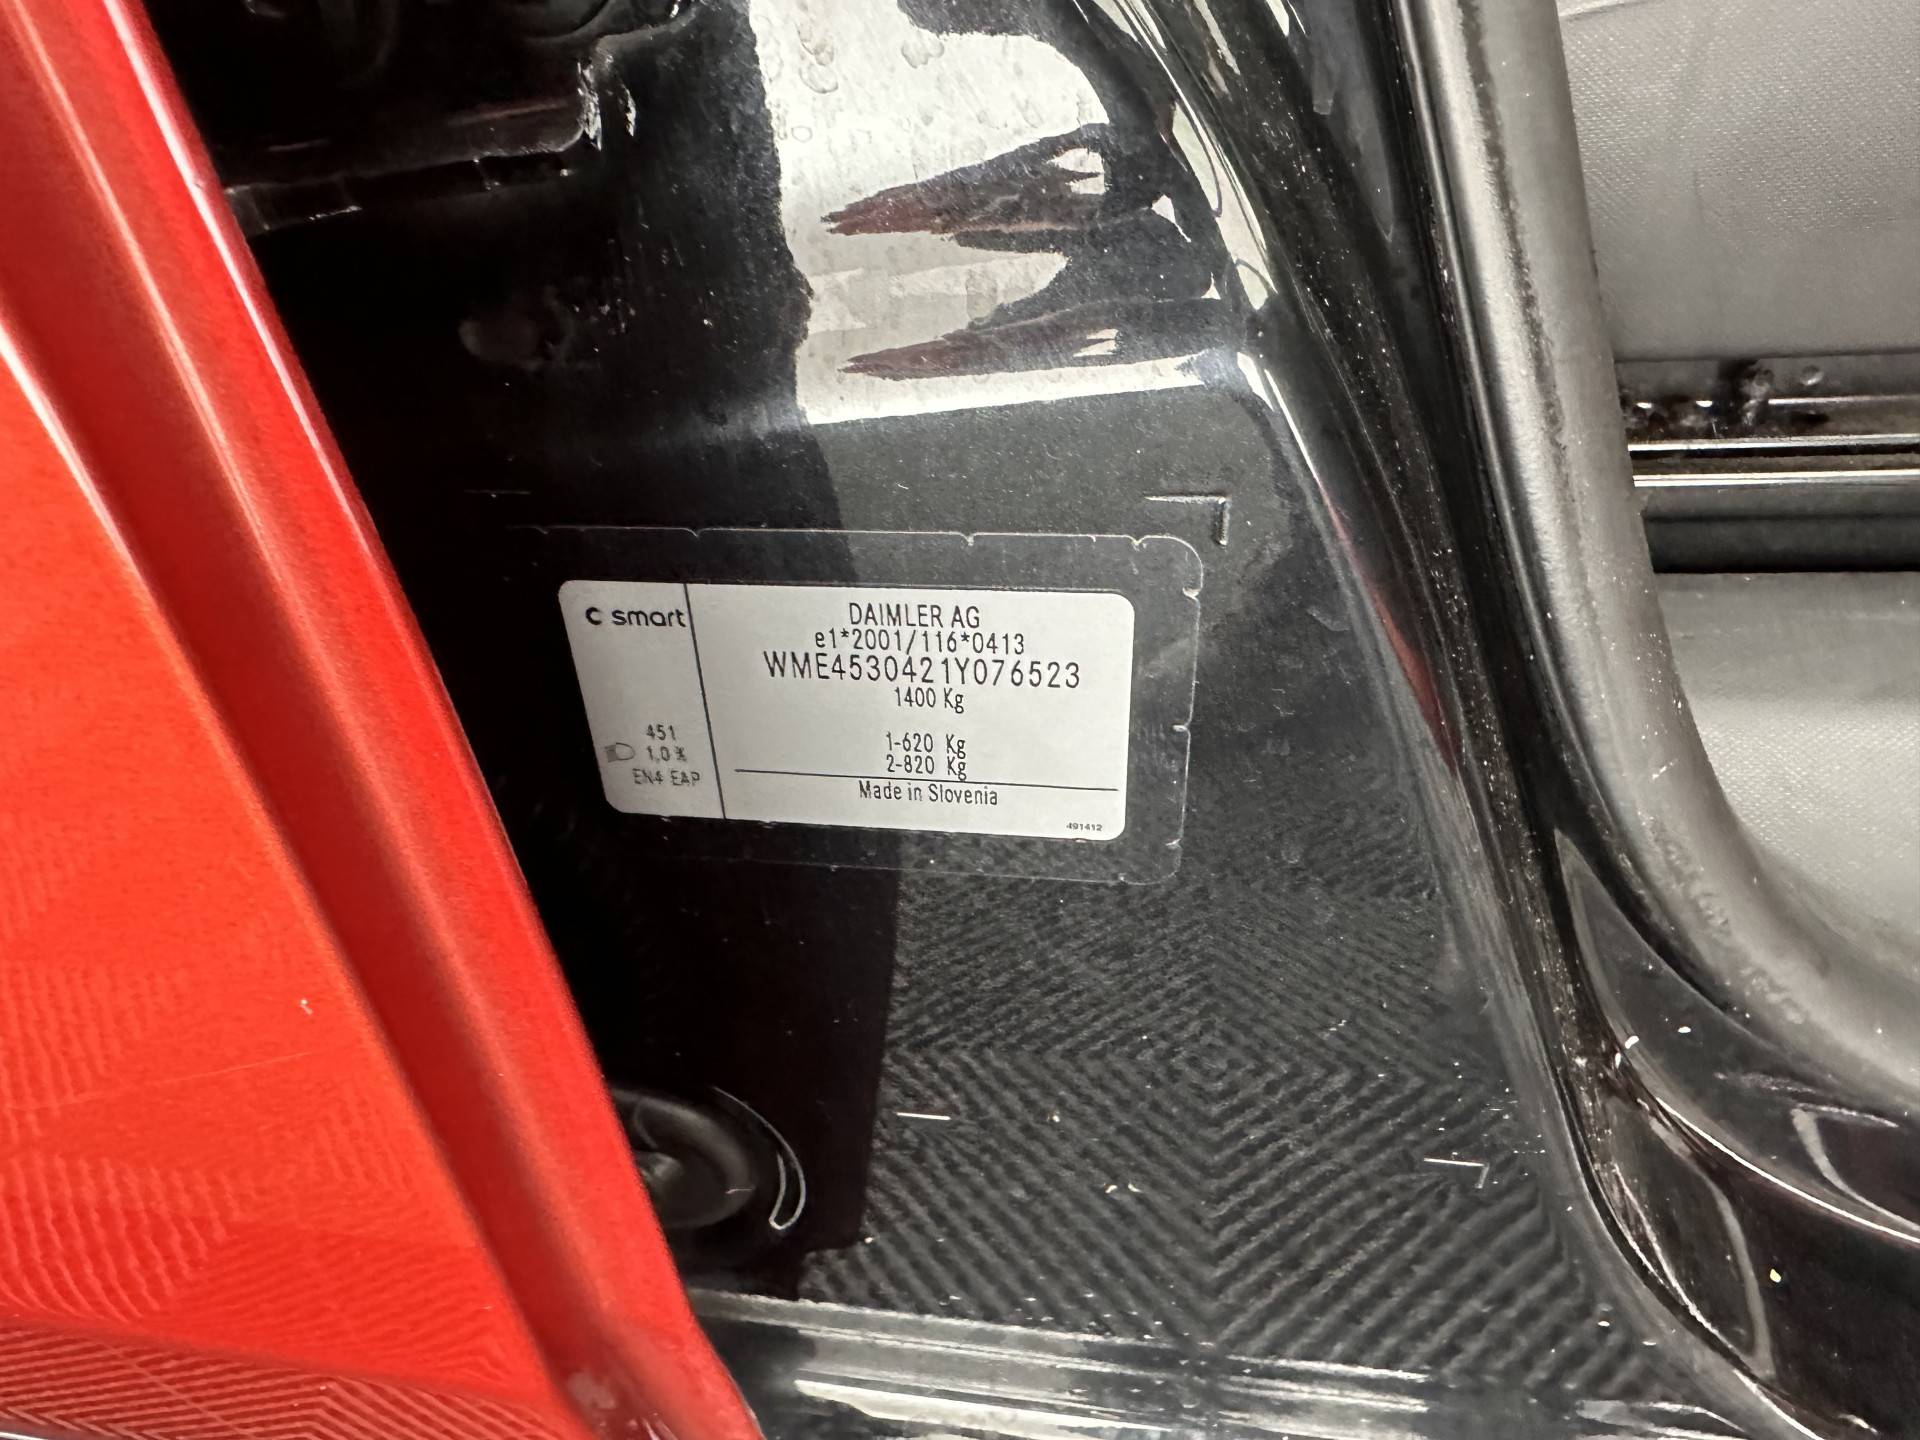 smart
DAIMLER AG
e1*2001/116*0413
WME4530421Y076523
1400 Kg
451
1-620 Kg
1,0 %
2-820 Kg
EN4 EAP
Made in Slovenia
491412